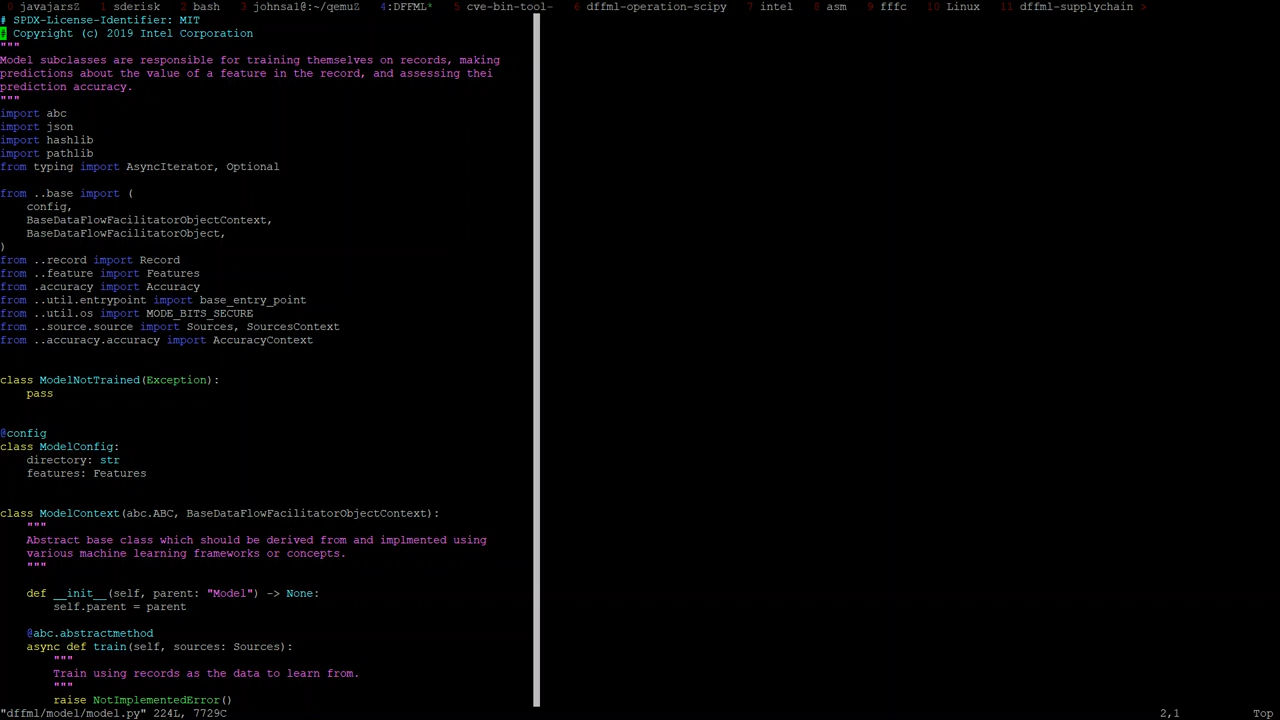 0 javajarsZ  1 sderisk  2 bash  3 johnsal@:~/qemuZ  4:DFFML*  5 cve-bin-tool-  6 dffml-operation-scipy  7 intel  8 asm  9 fffc  10 Linux  11 dffml-supplychain >
# SPDX-License-Identifier: MIT
# Copyright (c) 2019 Intel Corporation
"""
Model subclasses are responsible for training themselves on records, making
predictions about the value of a feature in the record, and assessing thei
prediction accuracy.
"""
import abc
import json
import hashlib
import pathlib
from typing import AsyncIterator, Optional

from ..base import (
    config,
    BaseDataFlowFacilitatorObjectContext,
    BaseDataFlowFacilitatorObject,
)
from ..record import Record
from ..feature import Features
from .accuracy import Accuracy
from ..util.entrypoint import base_entry_point
from ..util.os import MODE_BITS_SECURE
from ..source.source import Sources, SourcesContext
from ..accuracy.accuracy import AccuracyContext


class ModelNotTrained(Exception):
    pass


@config
class ModelConfig:
    directory: str
    features: Features


class ModelContext(abc.ABC, BaseDataFlowFacilitatorObjectContext):
    """
    Abstract base class which should be derived from and implmented using
    various machine learning frameworks or concepts.
    """

    def __init__(self, parent: "Model") -> None:
        self.parent = parent

    @abc.abstractmethod
    async def train(self, sources: Sources):
        """
        Train using records as the data to learn from.
        """
        raise NotImplementedError()
"dffml/model/model.py" 224L, 7729C  2,1  Top